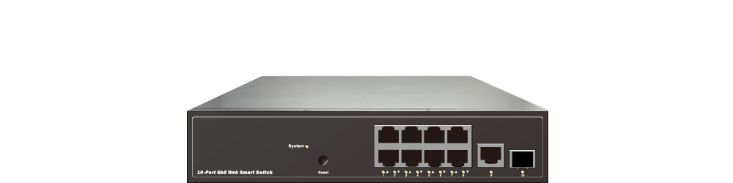 System
10-Port GbE Web Smart Switch
Reset